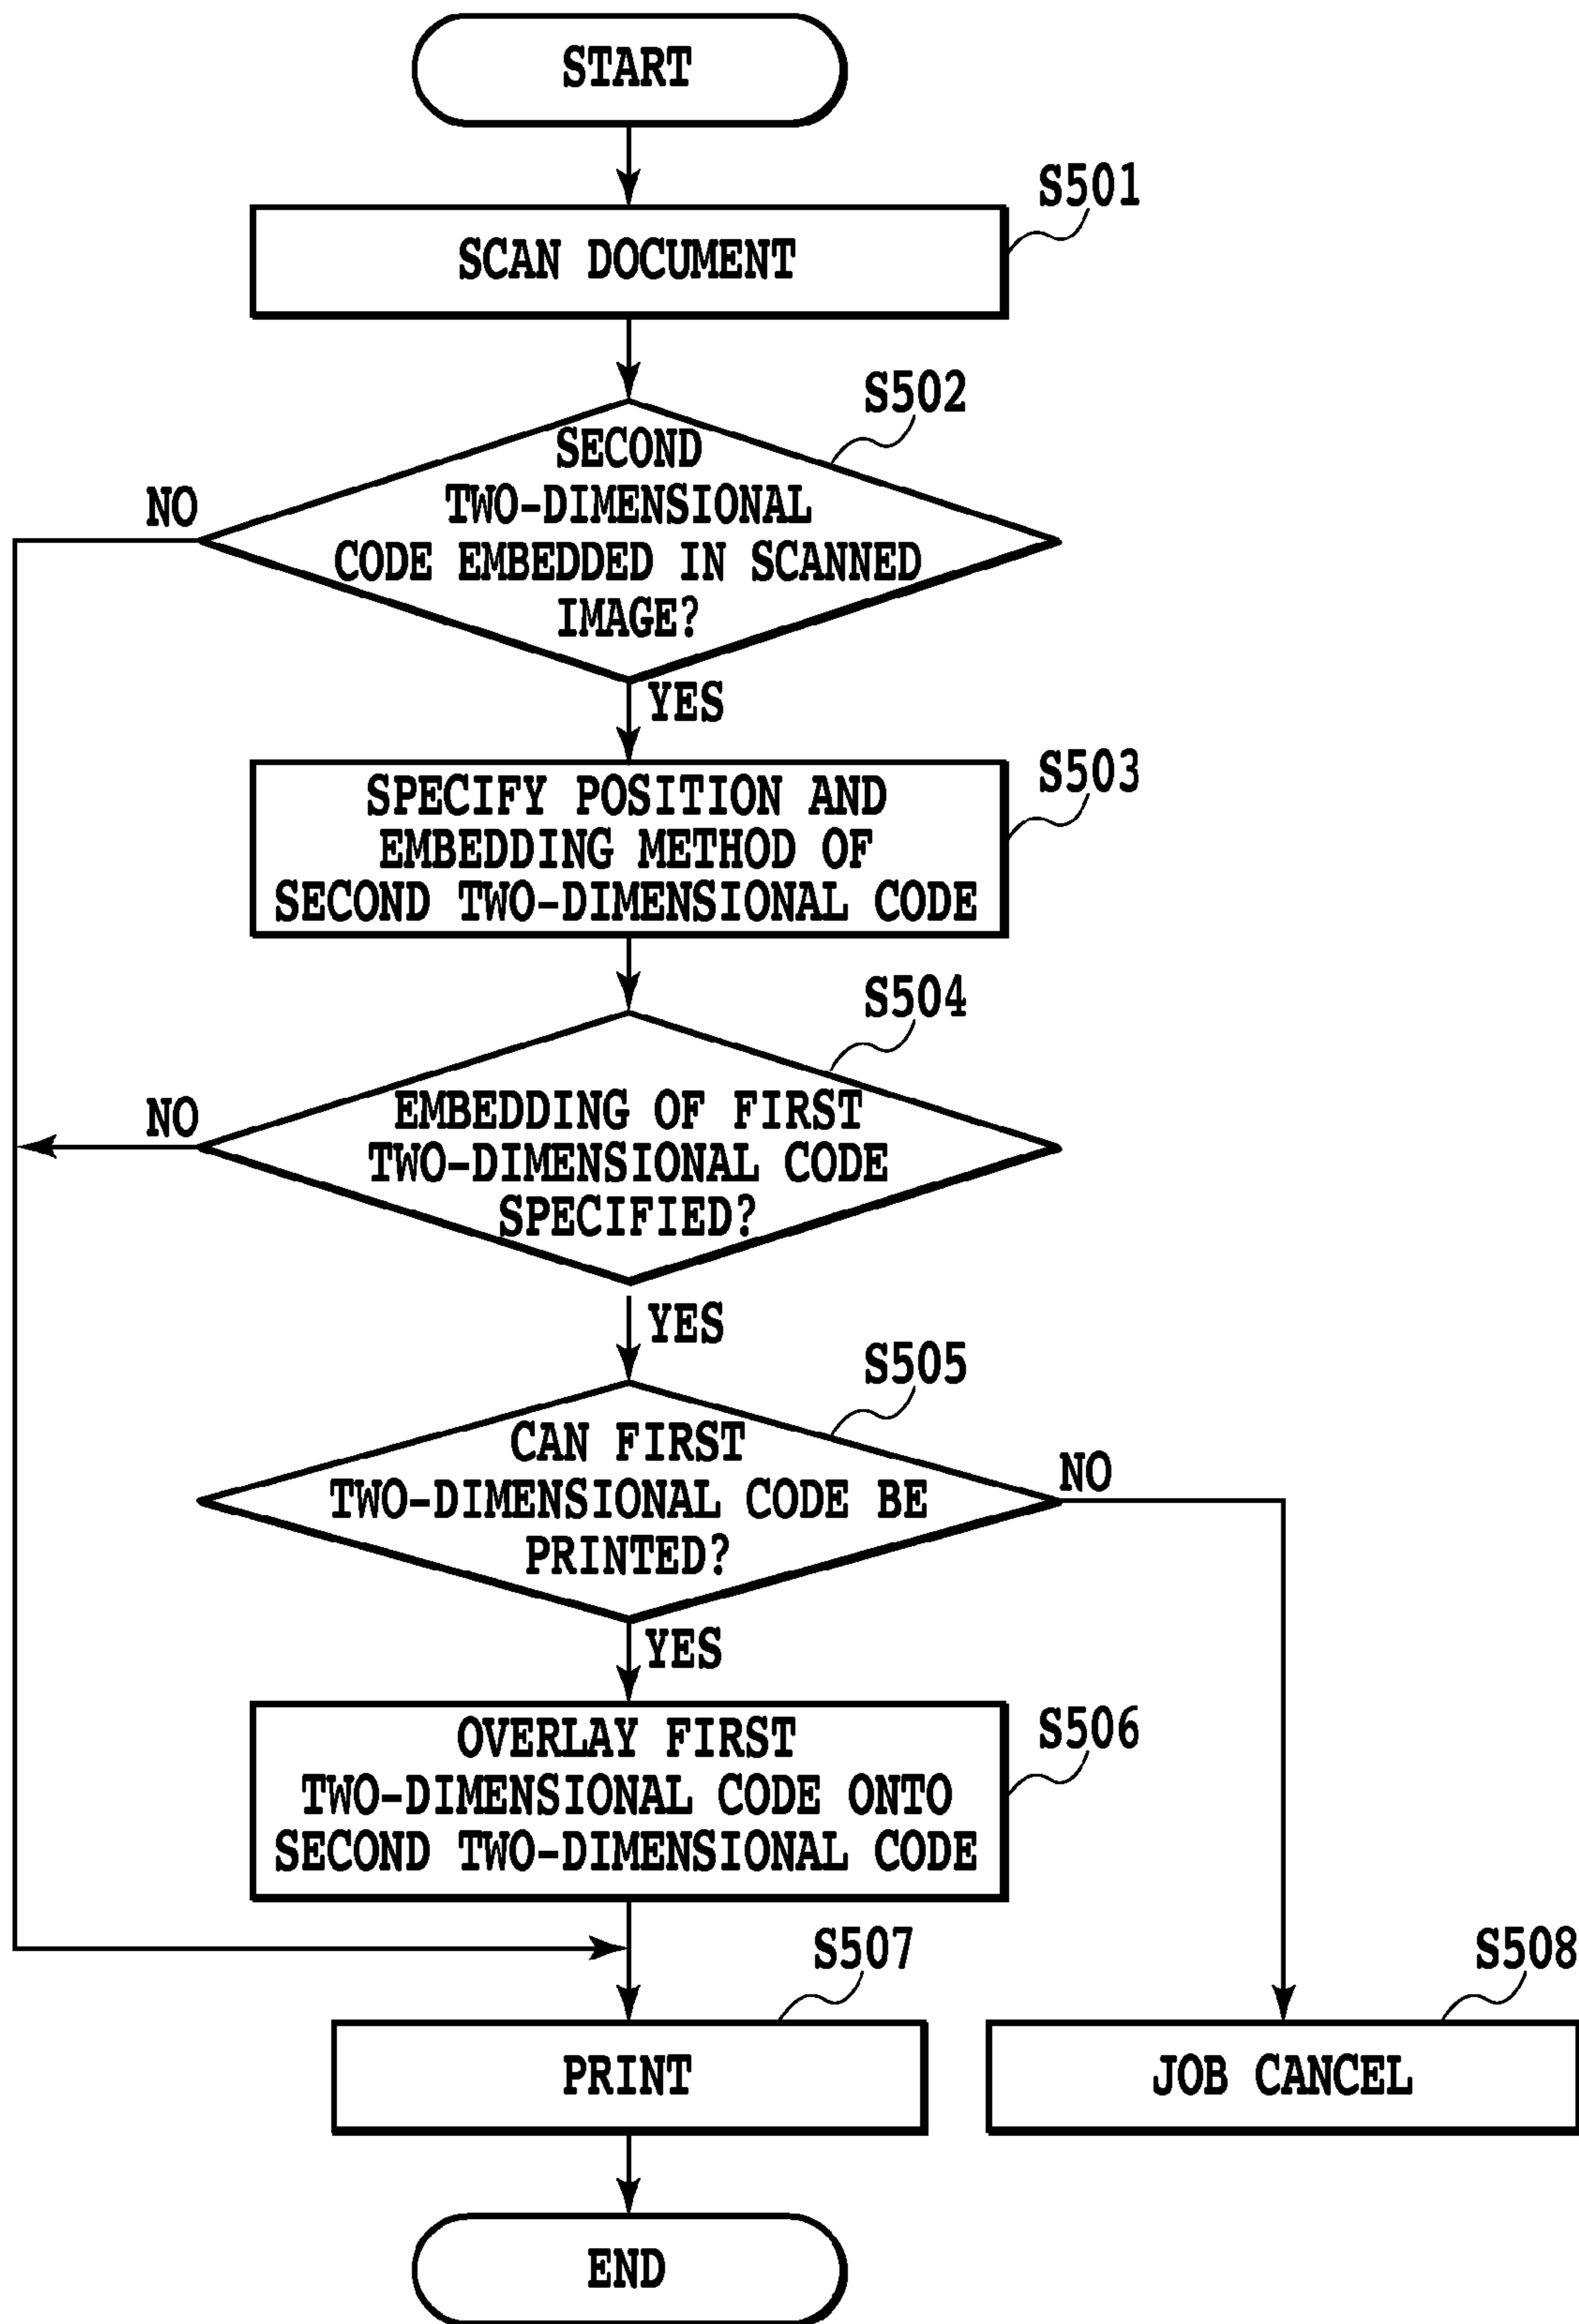 START
S501
SCAN DOCUMENT
S502
SECOND
TWO-DIMENSIONAL
CODE EMBEDDED IN SCANNED
IMAGE?
NO
YES
S503
SPECIFY POSITION AND
EMBEDDING METHOD OF
SECOND TWO-DIMENSIONAL CODE
S504
EMBEDDING OF FIRST
TWO-DIMENSIONAL CODE
SPECIFIED?
NO
YES
S505
CAN FIRST
TWO-DIMENSIONAL CODE BE
PRINTED?
NO
YES
S506
OVERLAY FIRST
TWO-DIMENSIONAL CODE ONTO
SECOND TWO-DIMENSIONAL CODE
S507
PRINT
S508
JOB CANCEL
END